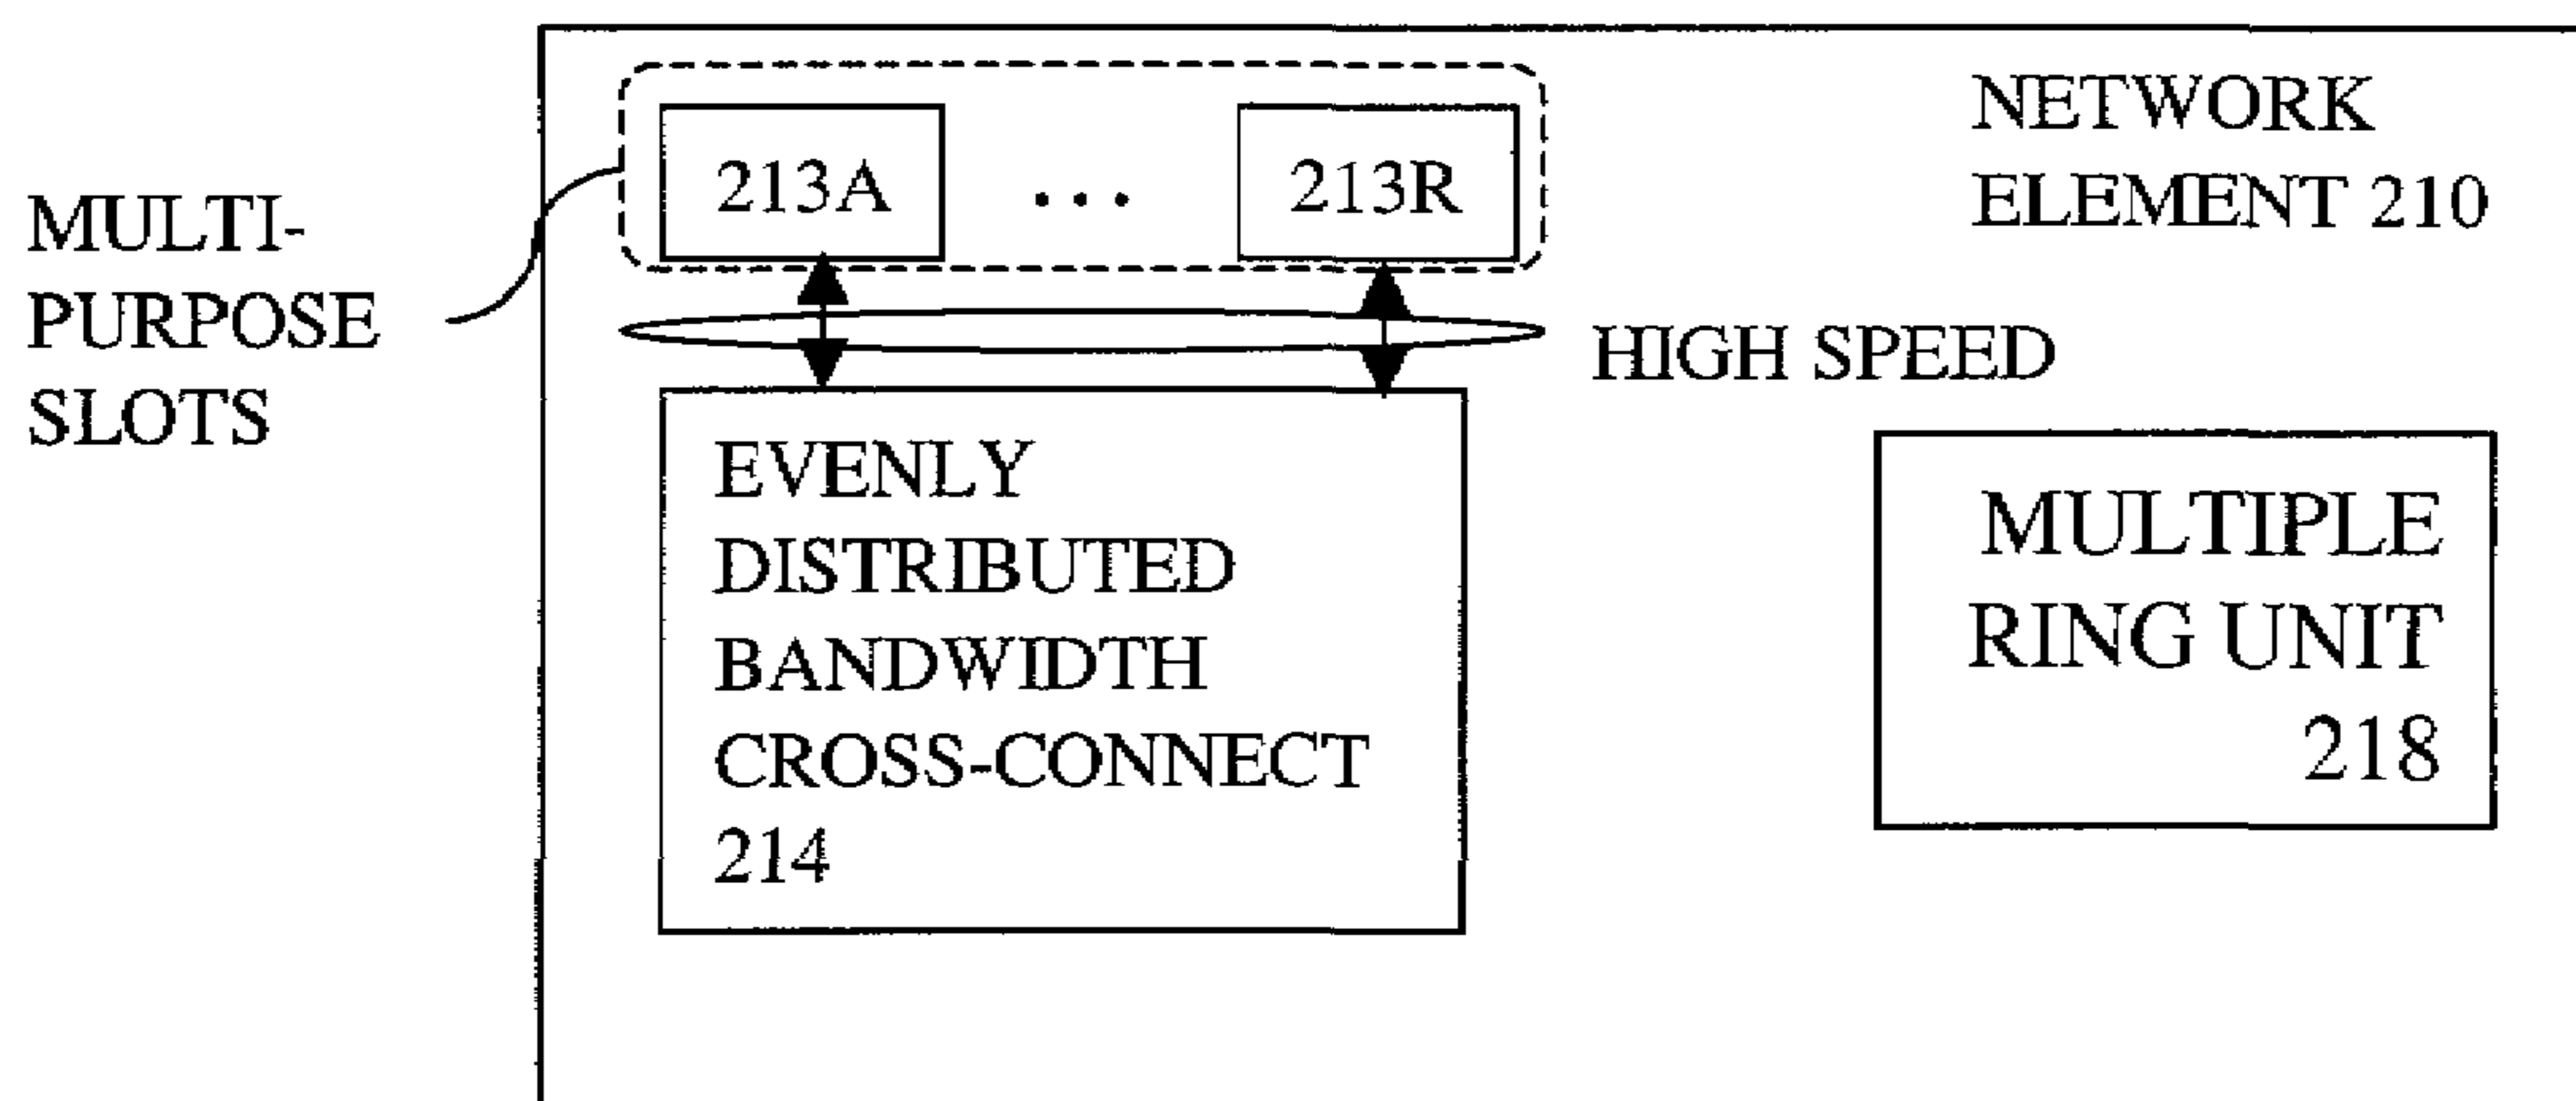 MULTI-
PURPOSE
SLOTS
213A
...
213R
NETWORK
ELEMENT 210
HIGH SPEED
EVENLY
DISTRIBUTED
BANDWIDTH
CROSS-CONNECT
214
MULTIPLE
RING UNIT
218